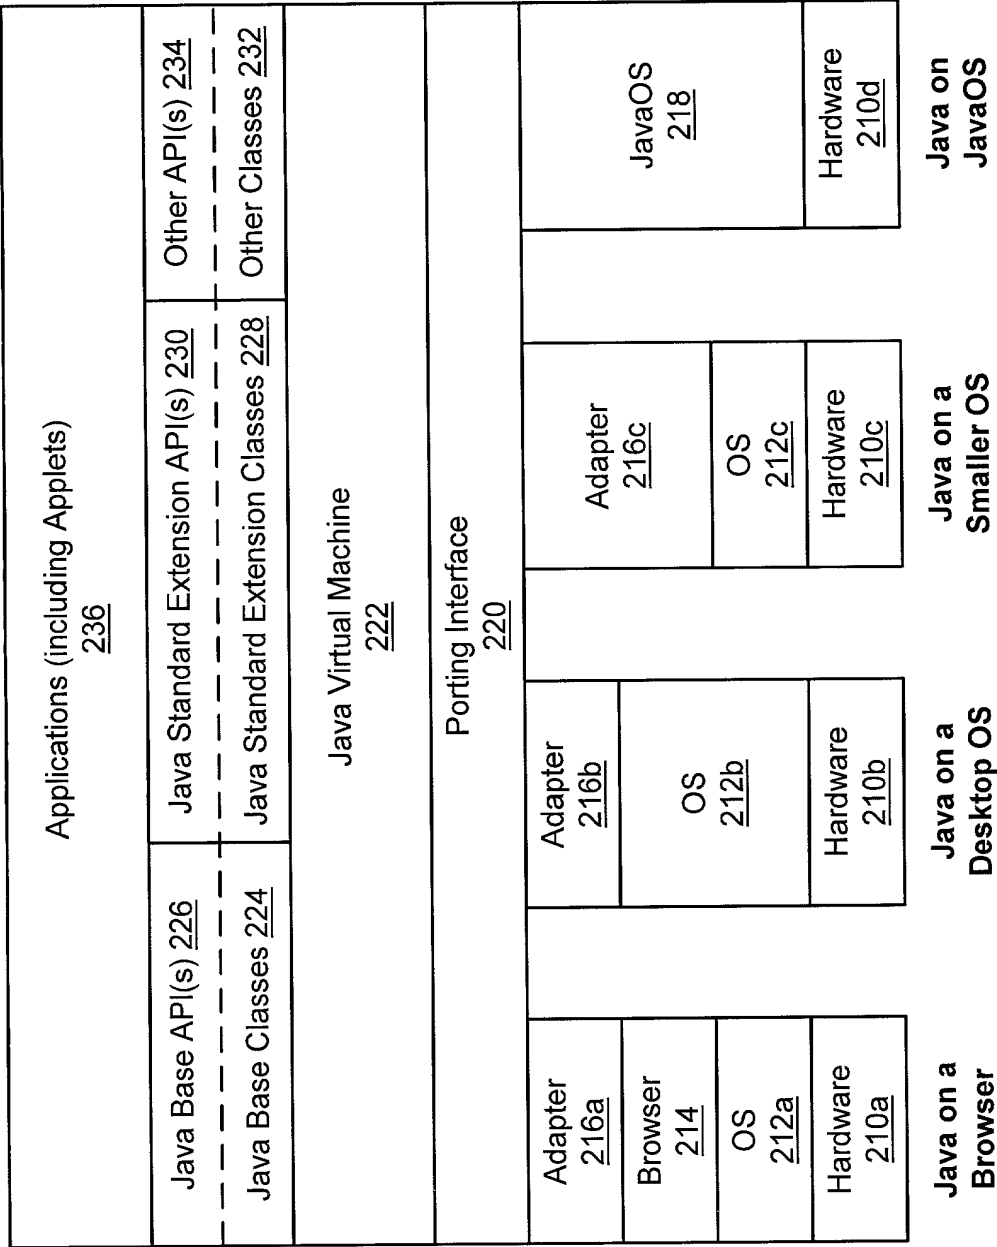 Applications (including Applets)
236
Java Base API(s) 226
Java Standard Extension API(s) 230
Other API(s) 234
Java Base Classes 224
Java Standard Extension Classes 228
Other Classes 232
Java Virtual Machine
222
Porting Interface
220
Adapter
216a
Browser
214
OS
212a
Hardware
210a
Java on a
Browser
Adapter
216b
OS
212b
Hardware
210b
Java on a
Desktop OS
Adapter
216c
OS
212c
Hardware
210c
Java on a
Smaller OS
JavaOS
218
Hardware
210d
Java on
JavaOS